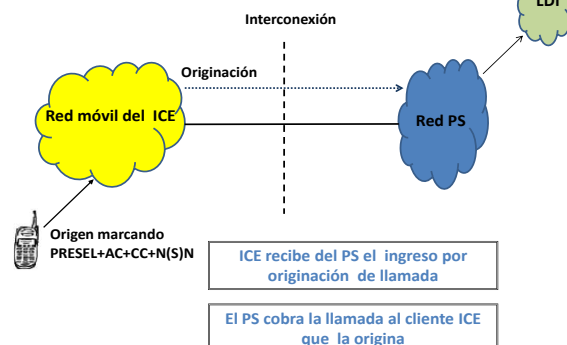 LDI
Interconexión
Originación
Red móvil del ICE
Red PS
Origen marcando
PRESEL+AC+CC+N(S)N
ICE recibe del PS el ingreso por
originación de llamada
El PS cobra la llamada al cliente ICE
que la origina